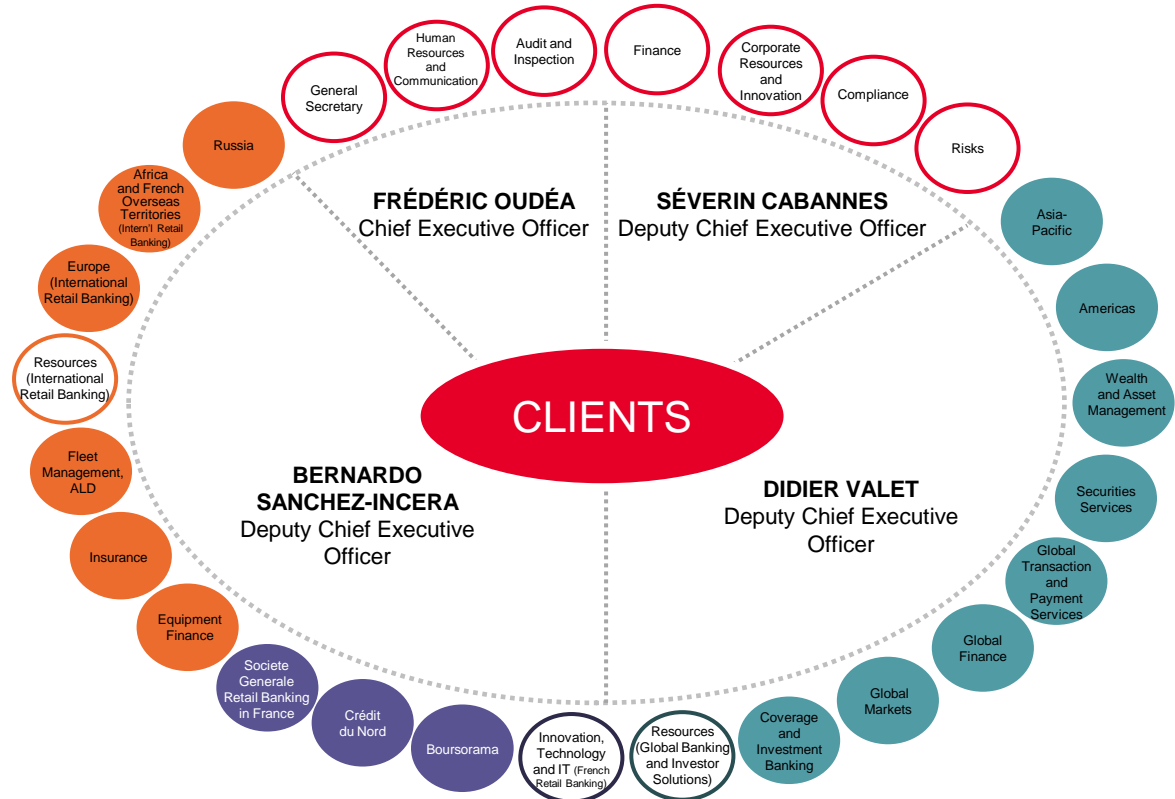 Human
Resources
and
Communication
Audit and
Inspection
Finance
Corporate
Resources
and
Innovation
General
Secretary
Compliance
Russia
Risks
Africa
and French
Overseas
Territories
(Intern'l Retail
Banking)
FRÉDÉRIC OUDÉA
Chief Executive Officer
SÉVERIN CABANNES
Deputy Chief Executive Officer
Asia-
Pacific
Europe
(International
Retail Banking)
Americas
Resources
(International
Retail Banking)
CLIENTS
Wealth
and Asset
Management
Fleet
Management,
ALD
BERNARDO
SANCHEZ-INCERA
Deputy Chief Executive
Officer
DIDIER VALET
Deputy Chief Executive
Officer
Securities
Services
Insurance
Global
Transaction
and
Payment
Services
Equipment
Finance
Global
Finance
Societe
Generale
Retail Banking
in France
Crédit
du Nord
Boursorama
Innovation,
Technology
and IT (French
Retail Banking)
Resources
(Global Banking
and Investor
Solutions)
Coverage
and
Investment
Banking
Global
Markets